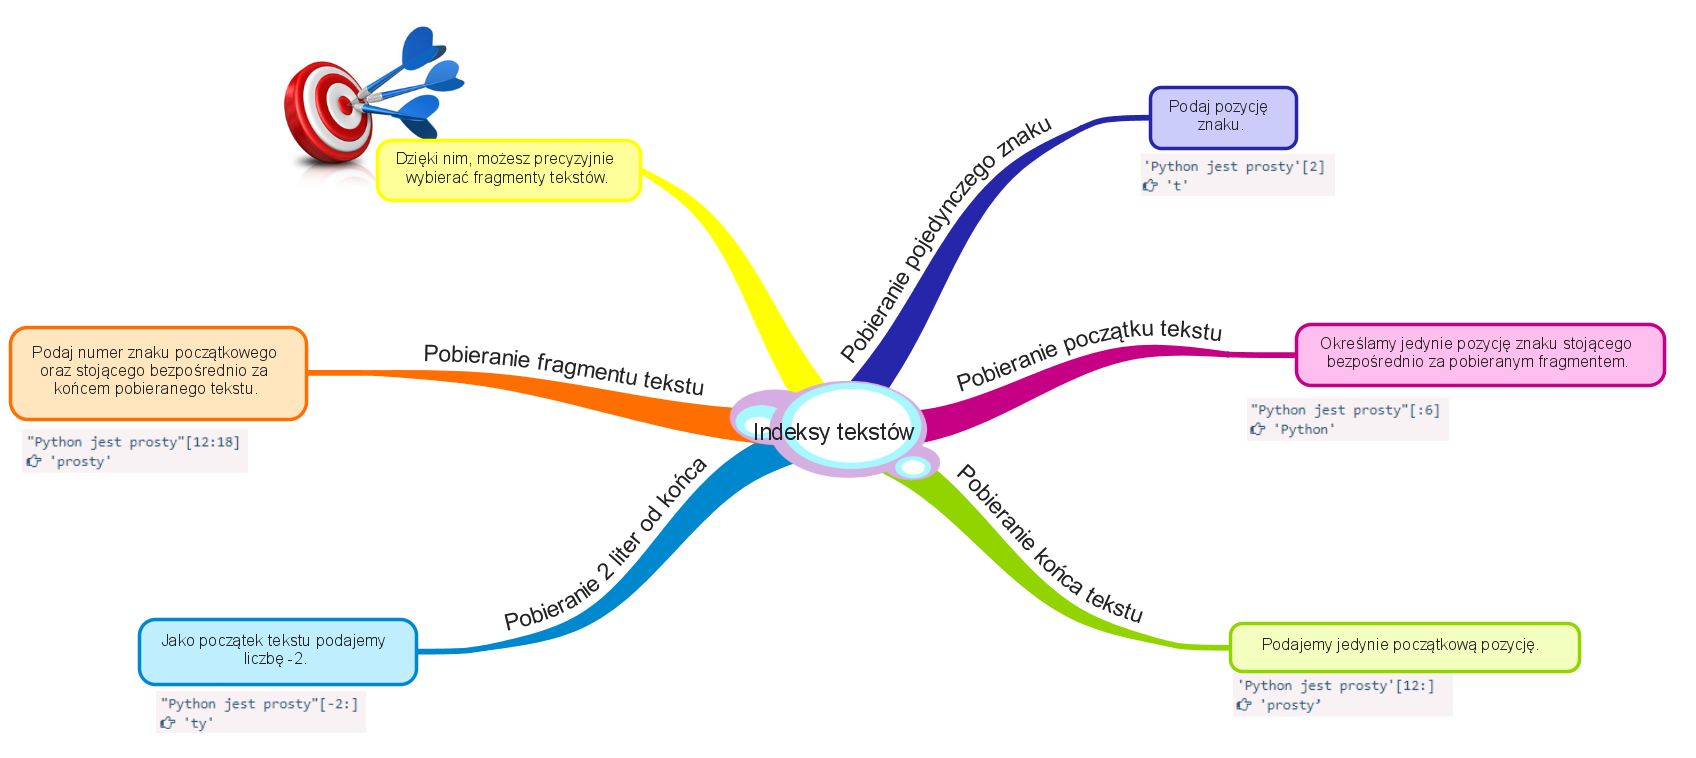 Indeksy tekstów
Dzięki nim, możesz precyzyjnie
wybierać fragmenty tekstów.
Pobieranie pojedynczego znaku
Podaj pozycję
znaku.
'Python jest prosty'[2]
't'
Pobieranie początku tekstu
Określamy jedynie pozycję znaku stojącego
bezpośrednio za pobieranym fragmentem.
"Python jest prosty"[:6]
'Python'
Pobieranie końca tekstu
Podajemy jedynie początkową pozycję.
'Python jest prosty'[12:]
'prosty’
Pobieranie 2 liter od końca
Jako początek tekstu podajemy
liczbę -2.
"Python jest prosty"[-2:]
'ty'
Pobieranie fragmentu tekstu
Podaj numer znaku początkowego
oraz stojącego bezpośrednio za
końcem pobieranego tekstu.
"Python jest prosty"[12:18]
'prosty'